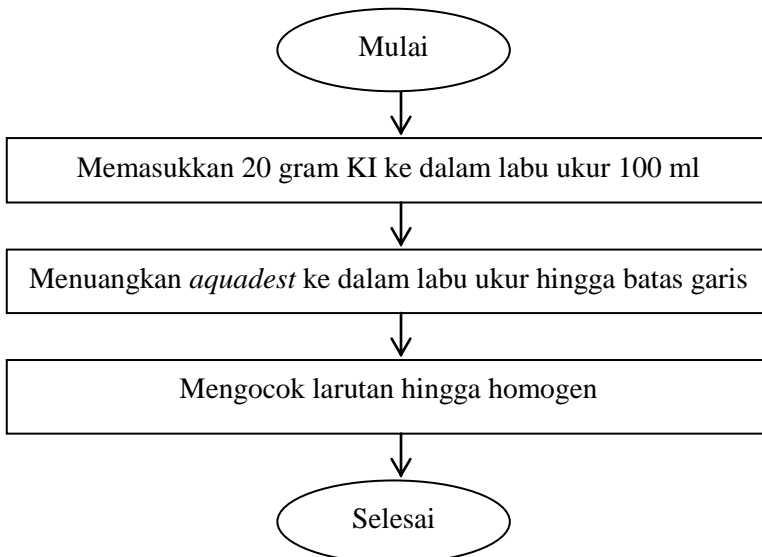 Mulai
Memasukkan 20 gram KI ke dalam labu ukur 100 ml
Menuangkan aquadest ke dalam labu ukur hingga batas garis
Mengocok larutan hingga homogen
Selesai